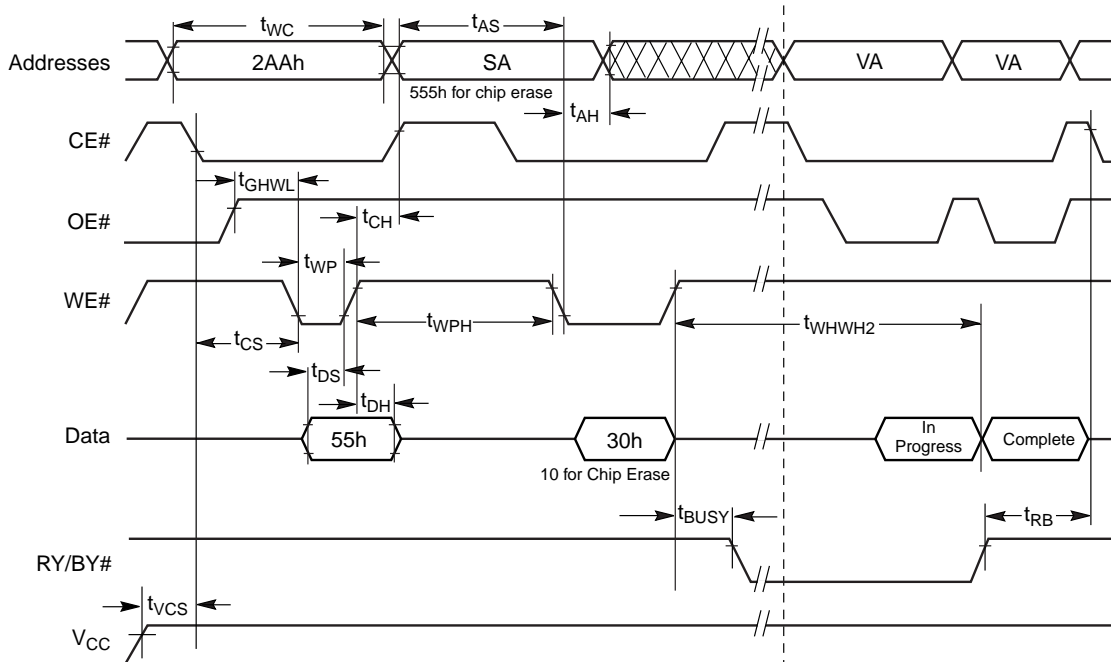 tWC
tAS
Addresses
2AAh
SA
VA
VA
555h for chip erase
tAH
CE#
tGHWL
OE#
tCH
tWP
WE#
tWPH
tWHWH2
tCS
tDS
tDH
Data
55h
30h
In
Progress
Complete
10 for Chip Erase
tBUSY
tRB
RY/BY#
tVCS
VCC